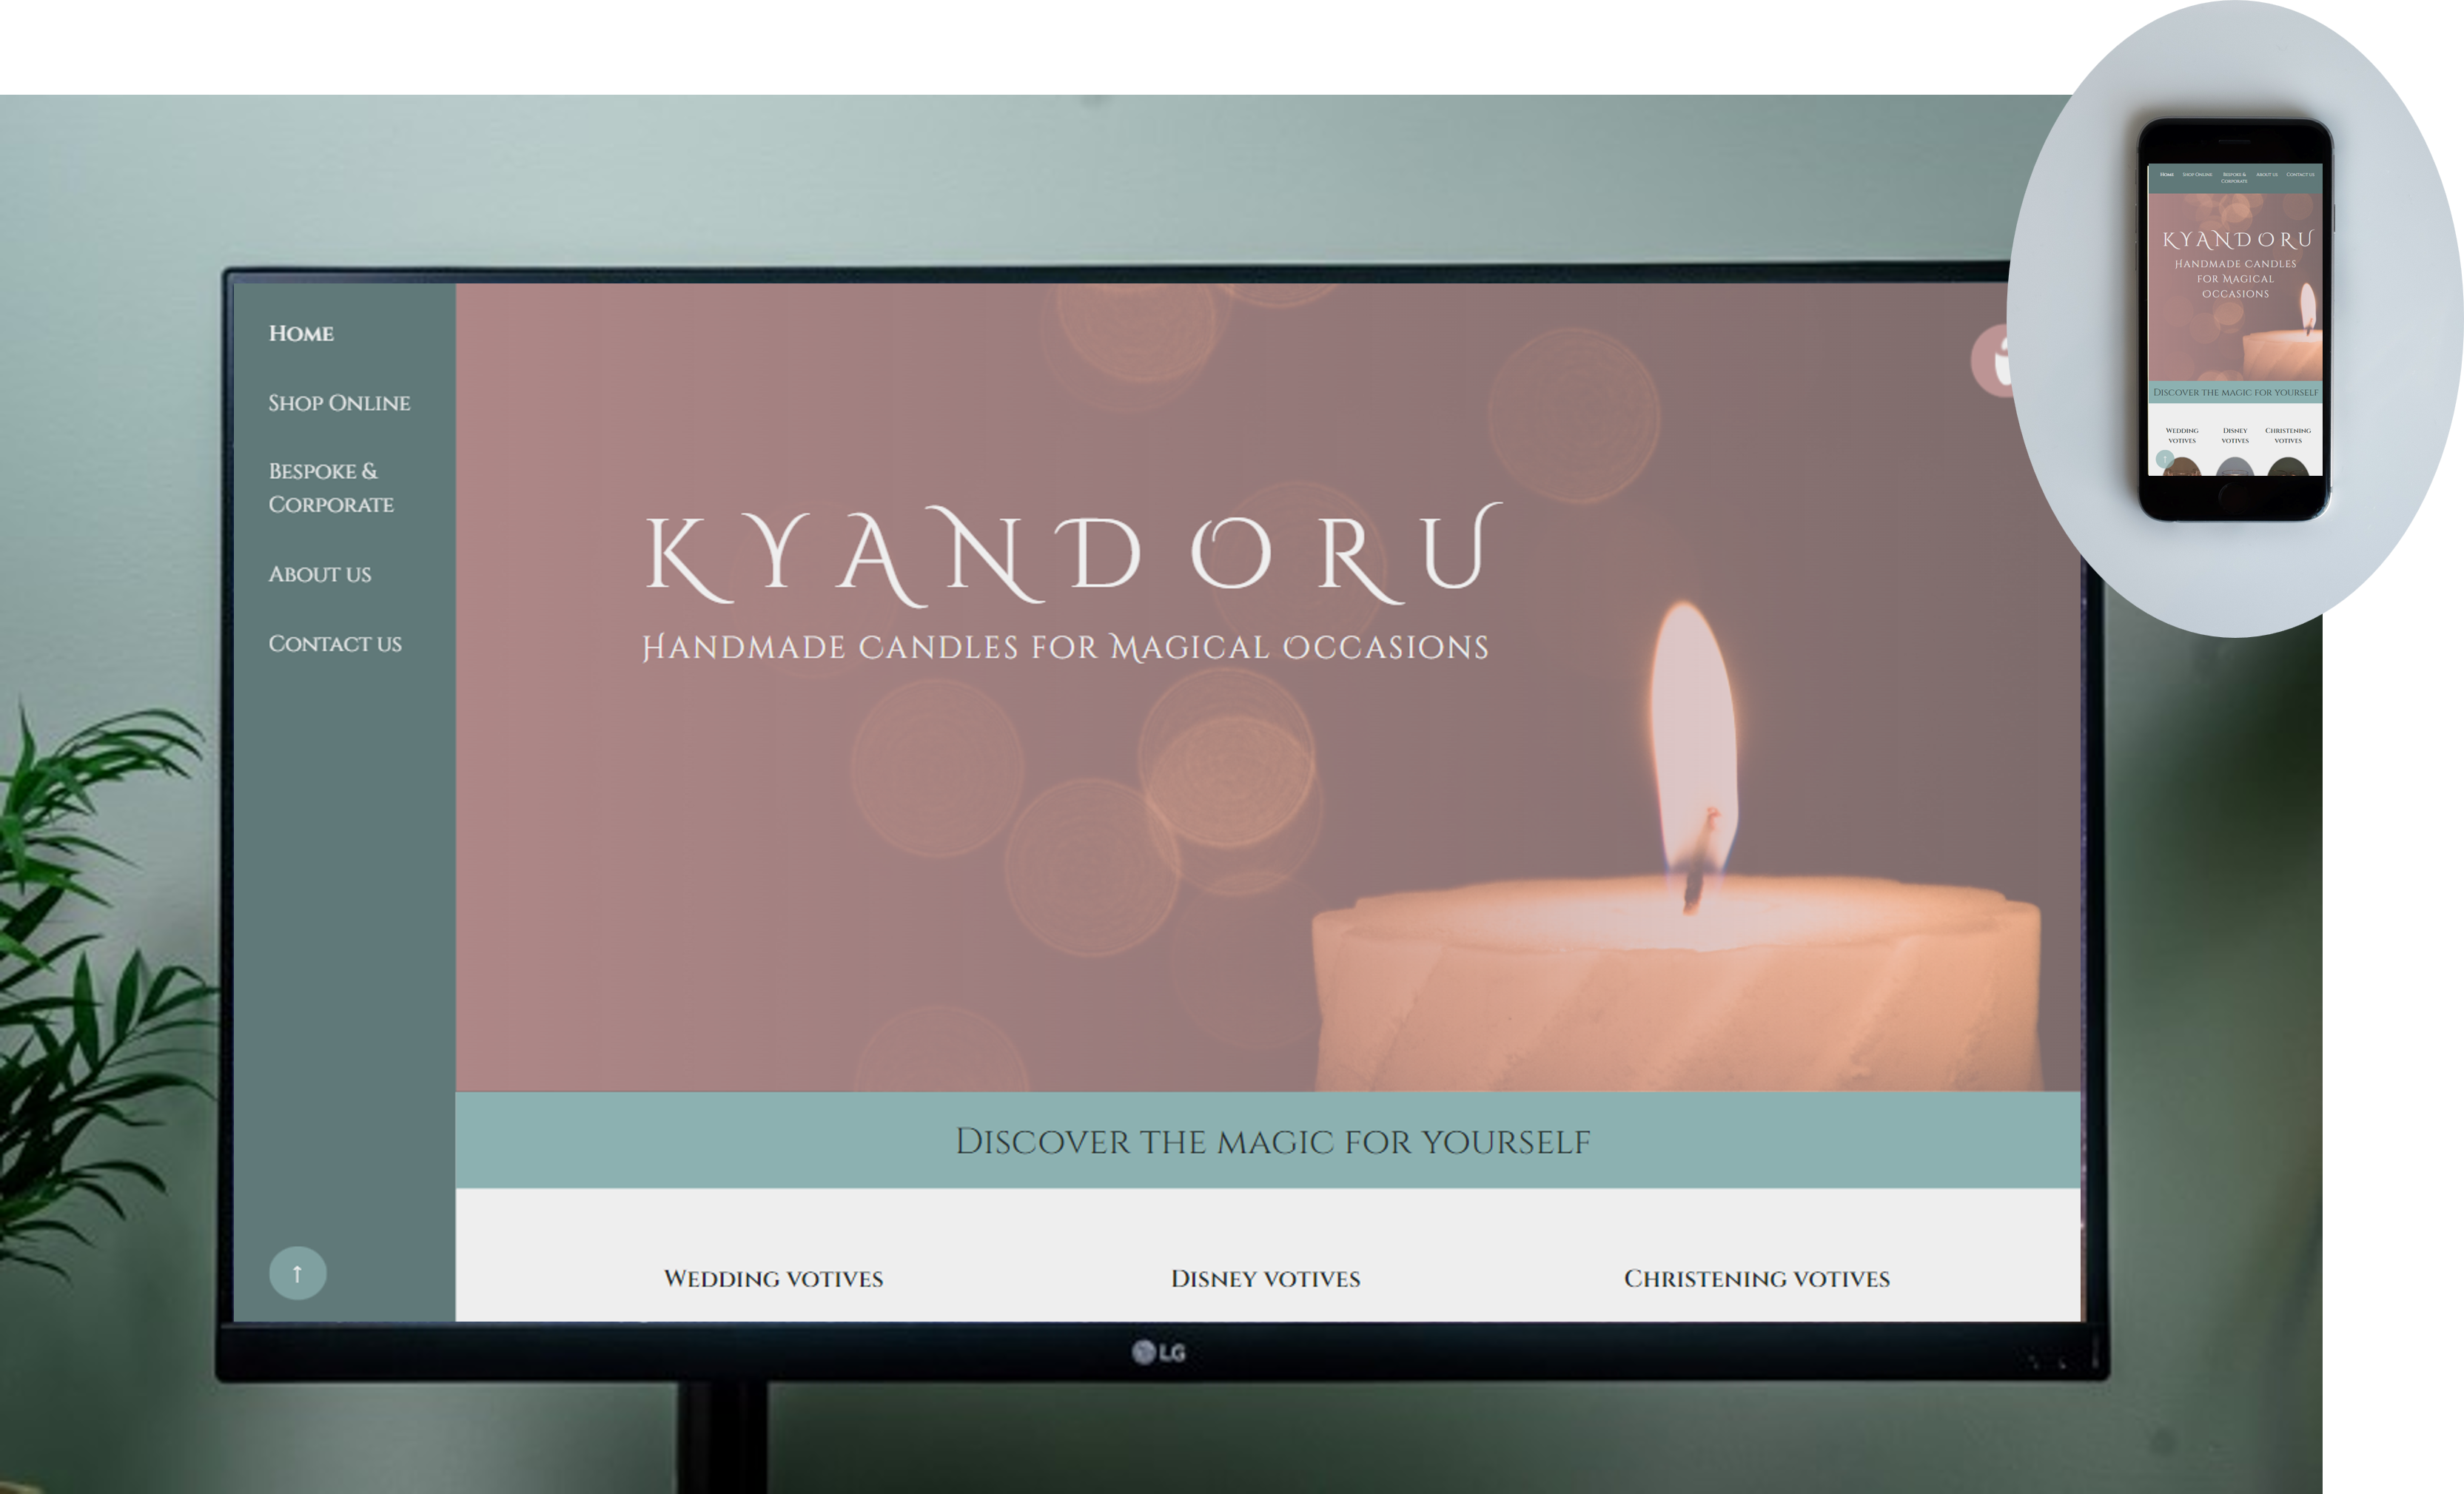 Home
Shop Online
Bespoke &
Corporate
About us
Contact us
KYANDORU
Handmade Candles for Magical Occasions
Discover the magic for yourself
Wedding votives
Disney votives
Christening votives
↑
LG
Home
Shop Online
Bespoke &
Corporate
About us
Contact us
KYANDORU
Handmade Candles
for Magical
Occasions
Discover the magic for yourself
Wedding
votives
Disney
votives
Christening
votives
↑